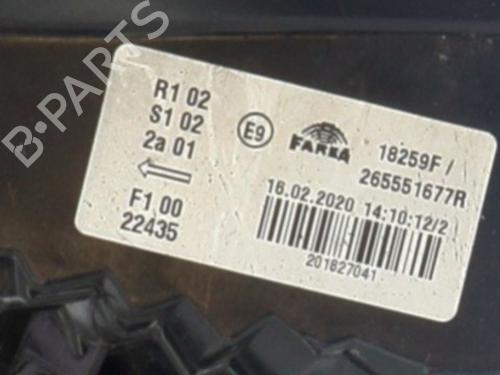 B-PARTS
R1 02
S1 02
2a 01
F1.00
22435
E9
FARBA
18259F /
265551677R
16.02.2020 14:10:12/2
201827041